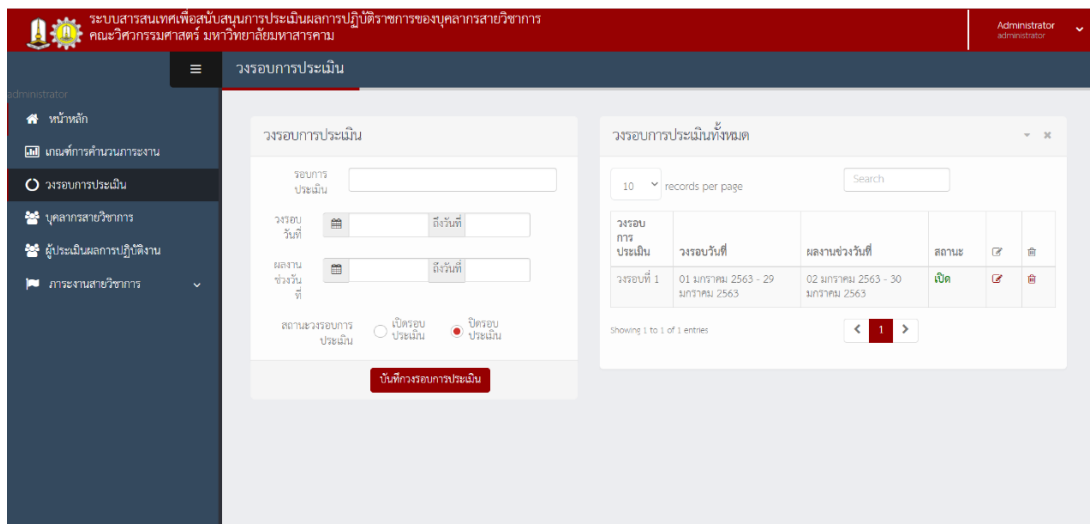 ระบบสารสนเทศเพื่อสนับสนุนการประเมินผลการปฏิบัติราชการของบุคลากรสายวิชาการ
คณะวิศวกรรมศาสตร์ มหาวิทยาลัยมหาสารคาม
Administrator
administrator
วงรอบการประเมิน
administrator
หน้าหลัก
เกณฑ์การคำนวนภาระงาน
วงรอบการประเมิน
บุคลากรสายวิชาการ
ผู้ประเมินผลการปฏิบัติงาน
ภาระงานสายวิชาการ
วงรอบการประเมิน
รอบการ
ประเมิน
วงรอบ
วันที่
ถึงวันที่
ผลงาน
ช่วงวัน
ที่
ถึงวันที่
สถานะวงรอบการ
ประเมิน
เปิดรอบ
ประเมิน
ปิดรอบ
ประเมิน
บันทึกวงรอบการประเมิน
วงรอบการประเมินทั้งหมด
10 records per page
Search
วงรอบ
การ
ประเมิน วงรอบวันที่ ผลงานช่วงวันที่ สถานะ
วงรอบที่ 1 01 มกราคม 2563 - 29 02 มกราคม 2563 - 30 เปิด
มกราคม 2563 มกราคม 2563
Showing 1 to 1 of 1 entries
1